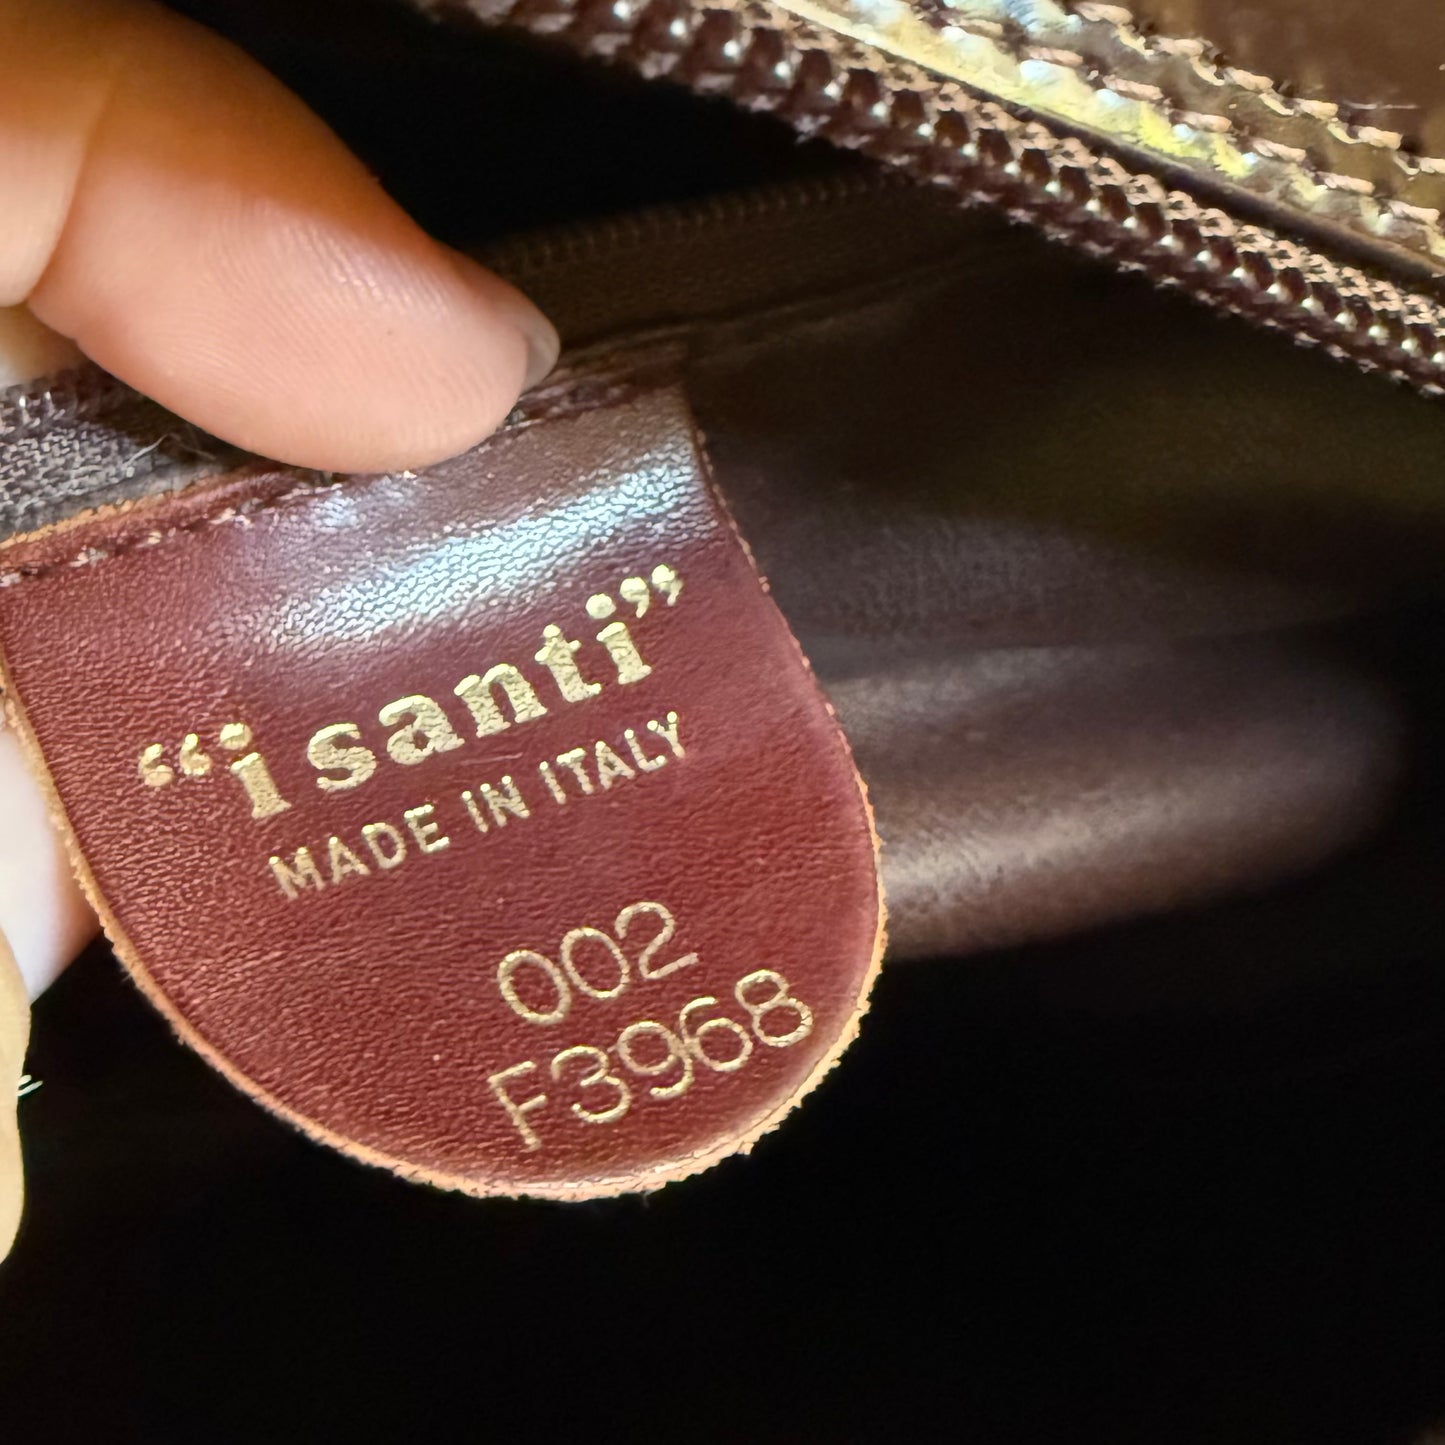 “i santi”
MADE IN ITALY
002
F3968